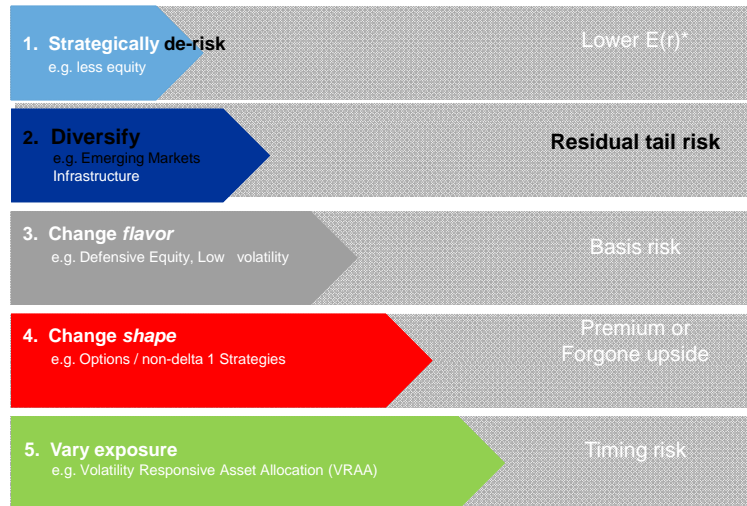 1. Strategically de-risk
e.g. less equity
Lower E(r)*
2. Diversify
e.g. Emerging Markets
Infrastructure
Residual tail risk
3. Change flavor
e.g. Defensive Equity, Low volatility
Basis risk
4. Change shape
e.g. Options / non-delta 1 Strategies
Premium or
Forgone upside
5. Vary exposure
e.g. Volatility Responsive Asset Allocation (VRAA)
Timing risk